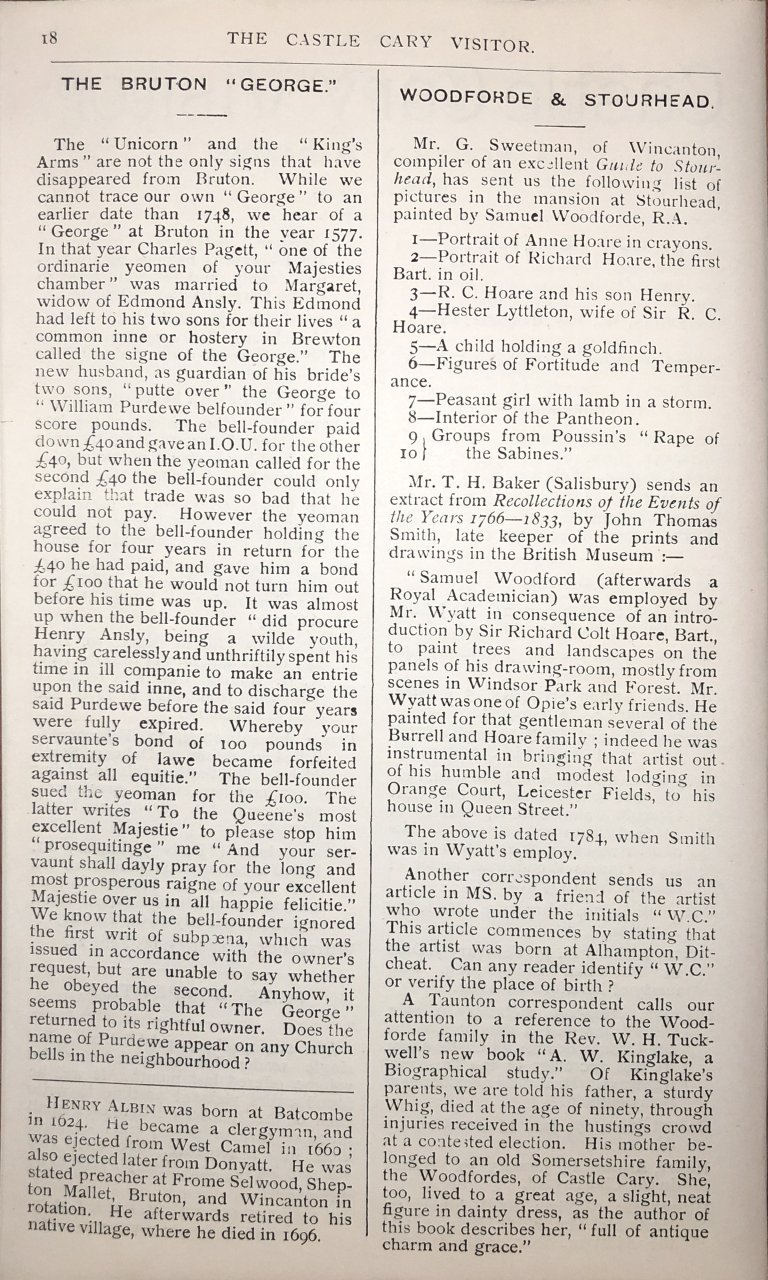 18
THE CASTLE CARY VISITOR.
THE BRUTON "GEORGE."
The "Unicorn" and the "King's
Arms" are not the only signs that have
disappeared from Bruton. While we
cannot trace our own "George" to an
earlier date than 1748, we hear of a
"George" at Bruton in the year 1577.
In that year Charles Pagett, "one of the
ordinarie yeomen of your Majesties
chamber" was married to Margaret,
widow of Edmond Ansly. This Edmond
had left to his two sons for their lives "a
common inne or hostery in Brewton
called the signe of the George." The
new husband, as guardian of his bride's
two sons, "putte over" the George to
"William Purdewe belfounder" for four
score pounds. The bell-founder paid
down £40 and gave an I.O.U. for the other
£40, but when the yeoman called for the
second £40 the bell-founder could only
explain that trade was so bad that he
could not pay. However the yeoman
agreed to the bell-founder holding the
house for four years in return for the
£40 he had paid, and gave him a bond
for £100 that he would not turn him out
before his time was up. It was almost
up when the bell-founder "did procure
Henry Ansly, being a wilde youth,
having carelessly and unthriftily spent his
time in ill companie to make an entrie
upon the said inne, and to discharge the
said Purdewe before the said four years
were fully expired. Whereby your
servaunte's bond of 100 pounds in
extremity of lawe became forfeited
against all equitie." The bell-founder
sued the yeoman for the £100. The
latter writes "To the Queene's most
excellent Majestie" to please stop him
"prosequitinge" me "And your ser-
vaunt shall dayly pray for the long and
most prosperous raigne of your excellent
Majestie over us in all happie felicitie."
We know that the bell-founder ignored
the first writ of subpœna, which was
issued in accordance with the owner's
request, but are unable to say whether
he obeyed the second. Anyhow, it
seems probable that "The George"
returned to its rightful owner. Does the
name of Purdewe appear on any Church
bells in the neighbourhood?
HENRY ALBIN was born at Batcombe
in 1624. He became a clergyman, and
was ejected from West Camel in 1660;
also ejected later from Donyatt. He was
stated preacher at Frome Selwood, Shep-
ton Mallet, Bruton, and Wincanton in
rotation. He afterwards retired to his
native village, where he died in 1696.
WOODFORDE & STOURHEAD.
Mr. G. Sweetman, of Wincanton,
compiler of an excellent Guide to Stour-
head, has sent us the following list of
pictures in the mansion at Stourhead,
painted by Samuel Woodforde, R.A.
1—Portrait of Anne Hoare in crayons.
2—Portrait of Richard Hoare, the first
Bart. in oil.
3—R. C. Hoare and his son Henry.
4—Hester Lyttleton, wife of Sir R. C.
Hoare.
5—A child holding a goldfinch.
6—Figures of Fortitude and Temper-
ance.
7—Peasant girl with lamb in a storm.
8—Interior of the Pantheon.
9 } Groups from Poussin's "Rape of
10 } the Sabines."
Mr. T. H. Baker (Salisbury) sends an
extract from Recollections of the Events of
the Years 1766—1833, by John Thomas
Smith, late keeper of the prints and
drawings in the British Museum:—
"Samuel Woodford (afterwards a
Royal Academician) was employed by
Mr. Wyatt in consequence of an intro-
duction by Sir Richard Colt Hoare, Bart.,
to paint trees and landscapes on the
panels of his drawing-room, mostly from
scenes in Windsor Park and Forest. Mr.
Wyatt was one of Opie's early friends. He
painted for that gentleman several of the
Burrell and Hoare family; indeed he was
instrumental in bringing that artist out
of his humble and modest lodging in
Orange Court, Leicester Fields, to his
house in Queen Street."
The above is dated 1784, when Smith
was in Wyatt's employ.
Another correspondent sends us an
article in MS. by a friend of the artist
who wrote under the initials "W.C."
This article commences by stating that
the artist was born at Alhampton, Dit-
cheat. Can any reader identify "W.C."
or verify the place of birth?
A Taunton correspondent calls our
attention to a reference to the Wood-
forde family in the Rev. W. H. Tuck-
well's new book "A. W. Kinglake, a
Biographical study." Of Kinglake's
parents, we are told his father, a sturdy
Whig, died at the age of ninety, through
injuries received in the hustings crowd
at a contested election. His mother be-
longed to an old Somersetshire family,
the Woodfordes, of Castle Cary. She,
too, lived to a great age, a slight, neat
figure in dainty dress, as the author of
this book describes her, "full of antique
charm and grace."